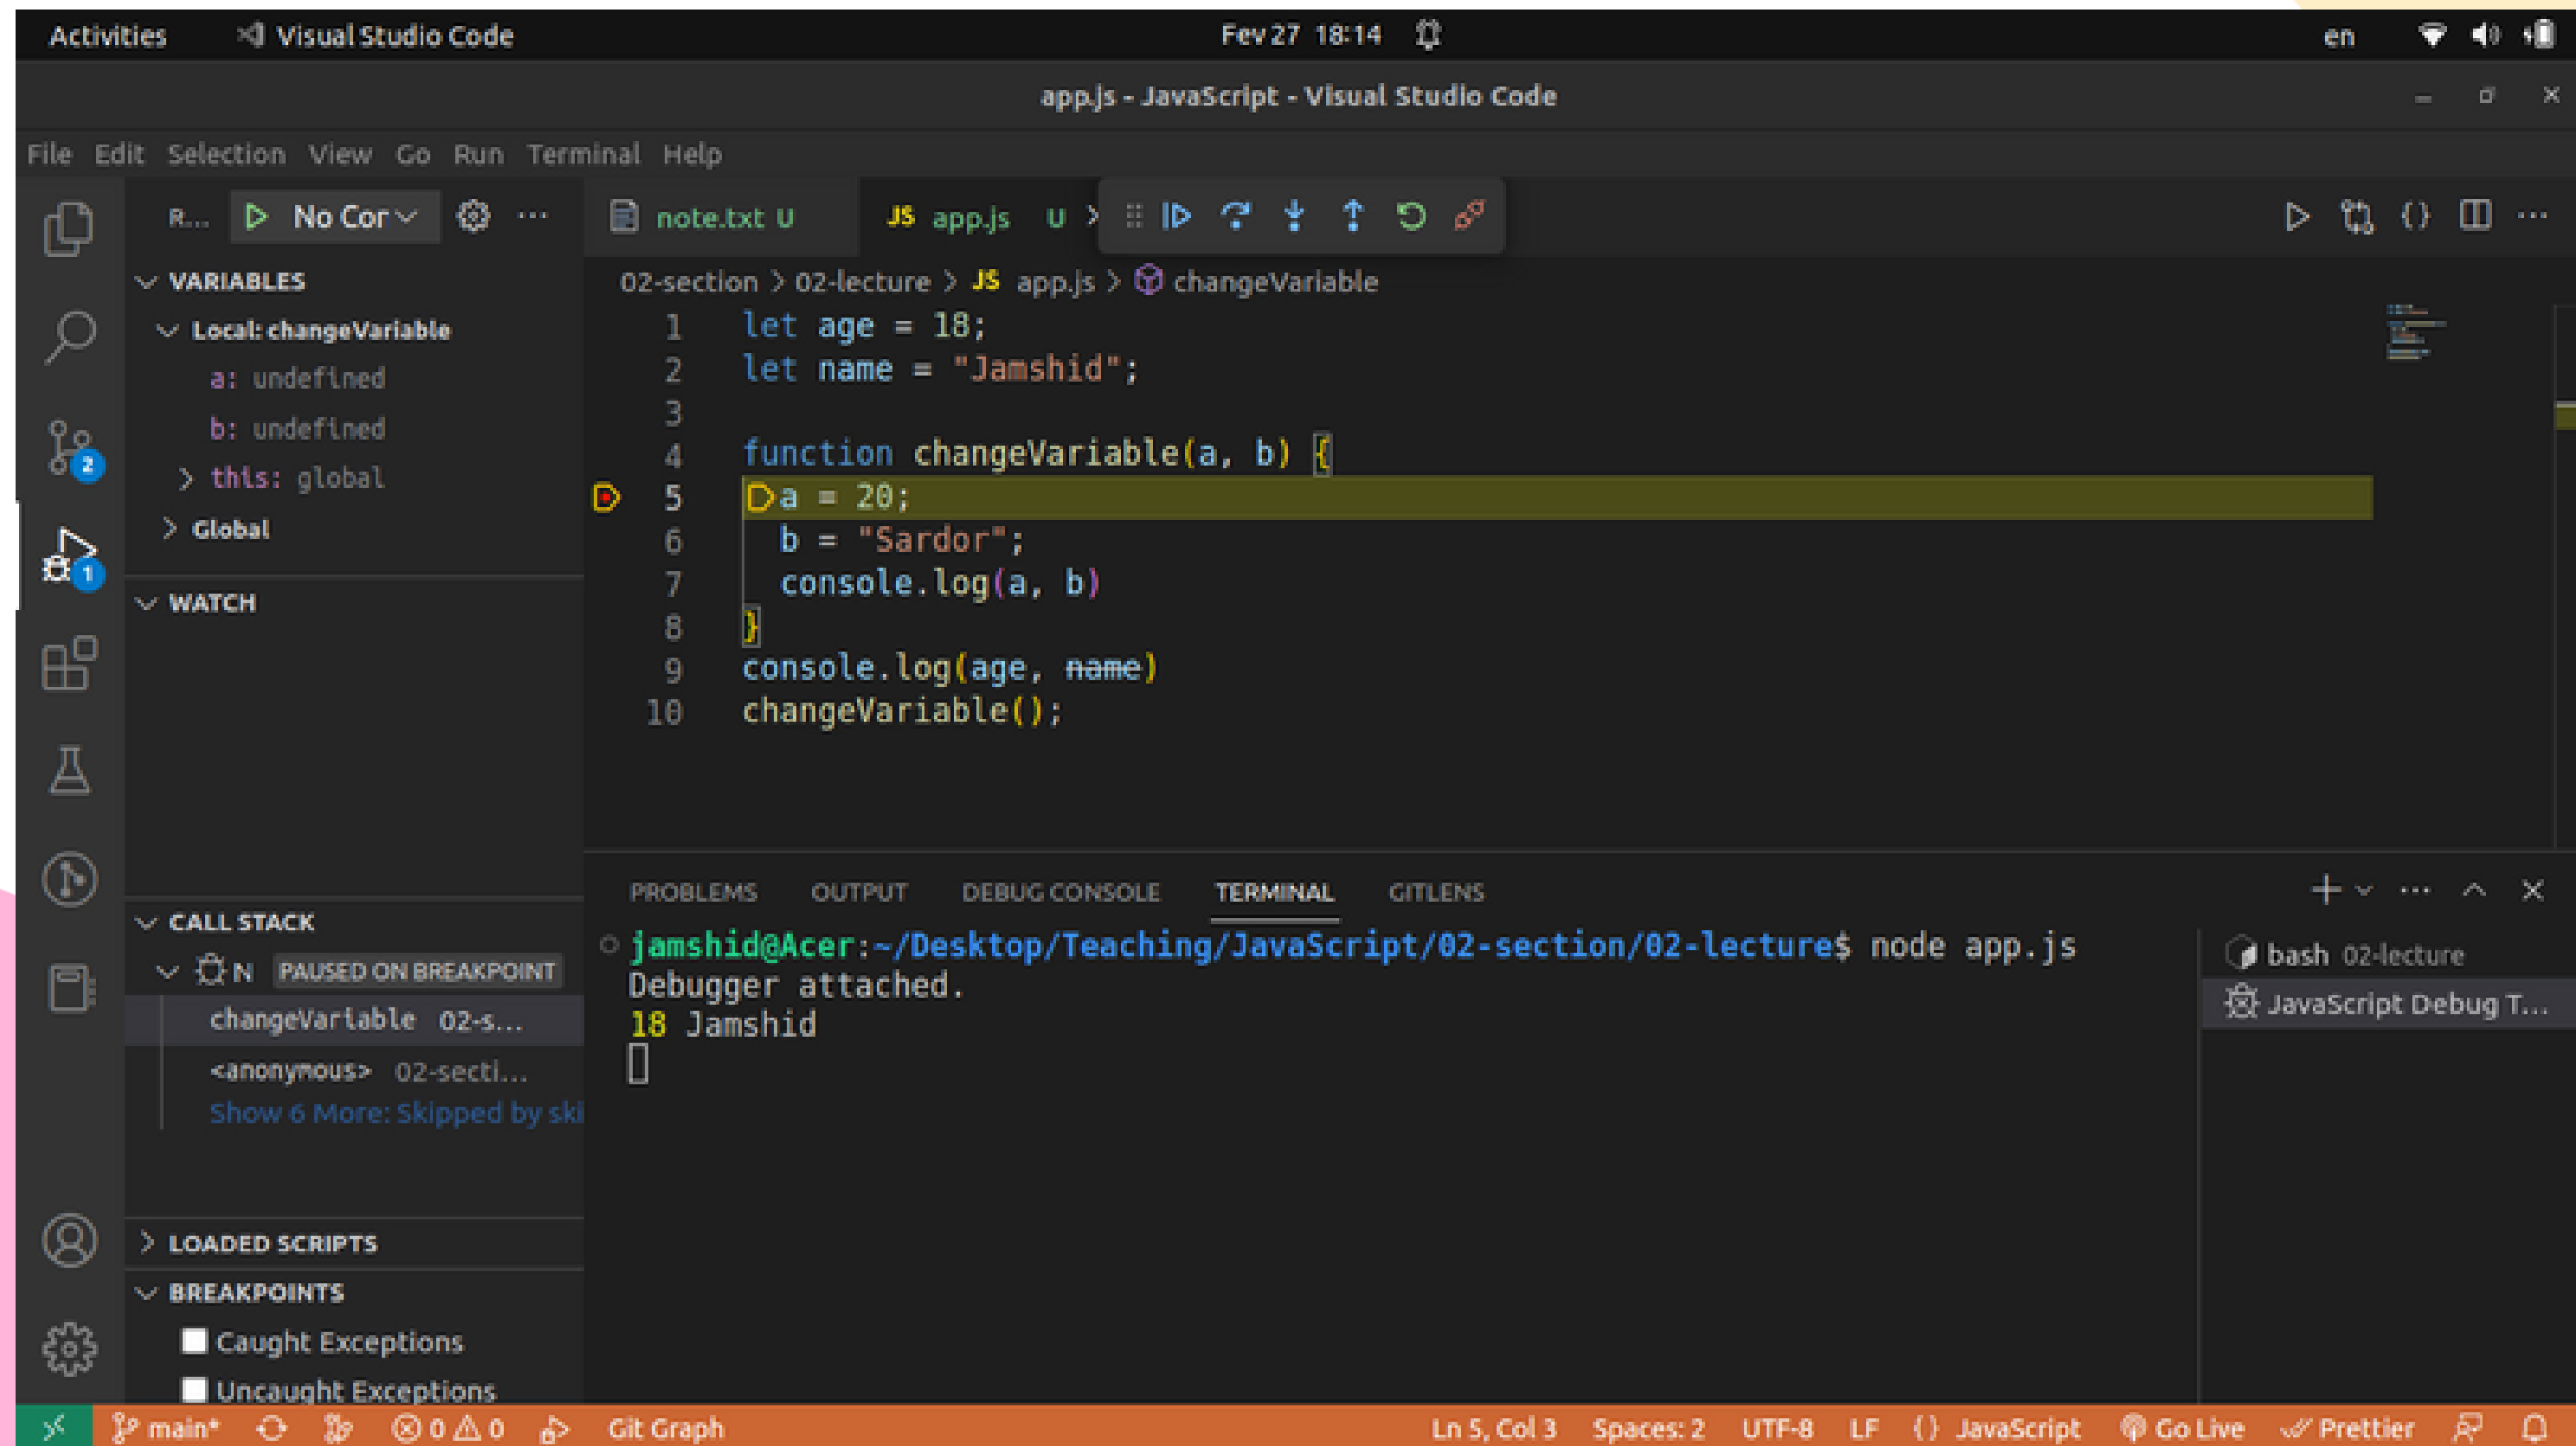 Activities Visual Studio Code Fev 27 18:14 en
app.js - JavaScript - Visual Studio Code
File Edit Selection View Go Run Terminal Help
R... No Cor ...
note.txt U JS app.js U
VARIABLES
Local: changeVariable
a: undefined
b: undefined
this: global
Global
WATCH
CALL STACK
N PAUSED ON BREAKPOINT
changeVariable 02-s...
<anonymous> 02-secti...
Show 6 More: Skipped by ski
LOADED SCRIPTS
BREAKPOINTS
Caught Exceptions
Uncaught Exceptions
2
1
02-section > 02-lecture > JS app.js > changeVariable
1 let age = 18;
2 let name = "Jamshid";
3
4 function changeVariable(a, b) {
5 a = 20;
6 b = "Sardor";
7 console.log(a, b)
8 }
9 console.log(age, name)
10 changeVariable();
PROBLEMS OUTPUT DEBUG CONSOLE TERMINAL GITLENS
jamshid@Acer:~/Desktop/Teaching/JavaScript/02-section/02-lecture$ node app.js
Debugger attached.
18 Jamshid
bash 02-lecture
JavaScript Debug T...
main* 0 0 Git Graph Ln 5, Col 3 Spaces: 2 UTF-8 LF {} JavaScript Go Live Prettier